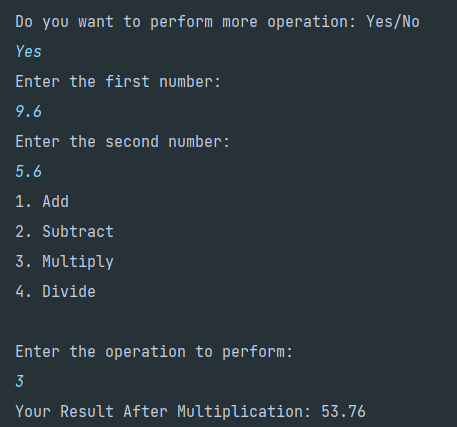 Do you want to perform more operation: Yes/No
Yes
Enter the first number:
9.6
Enter the second number:
5.6
1. Add
2. Subtract
3. Multiply
4. Divide
Enter the operation to perform:
3
Your Result After Multiplication: 53.76